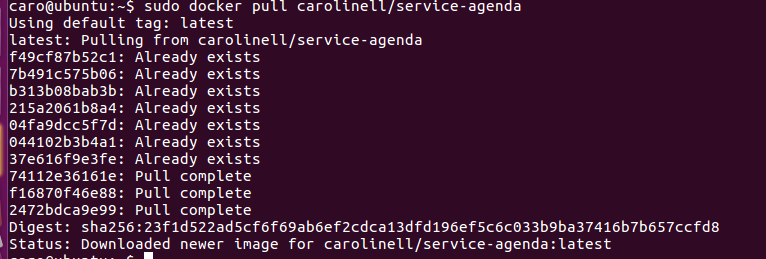 caro@ubuntu:~$ sudo docker pull carolinell/service-agenda
Using default tag: latest
latest: Pulling from carolinell/service-agenda
f49cf87b52c1: Already exists
7b491c575b06: Already exists
b313b08bab3b: Already exists
215a2061b8a4: Already exists
04fa9dcc5f7d: Already exists
044102b3b4a1: Already exists
37e616f9e3fe: Already exists
74112e36161e: Pull complete
f16870f46e88: Pull complete
2472bdca9e99: Pull complete
Digest: sha256:23f1d522ad5cf6f69ab6ef2cdca13dfd196ef5c6c033b9ba37416b7b657ccfd8
Status: Downloaded newer image for carolinell/service-agenda:latest
caro@ubuntu:~$